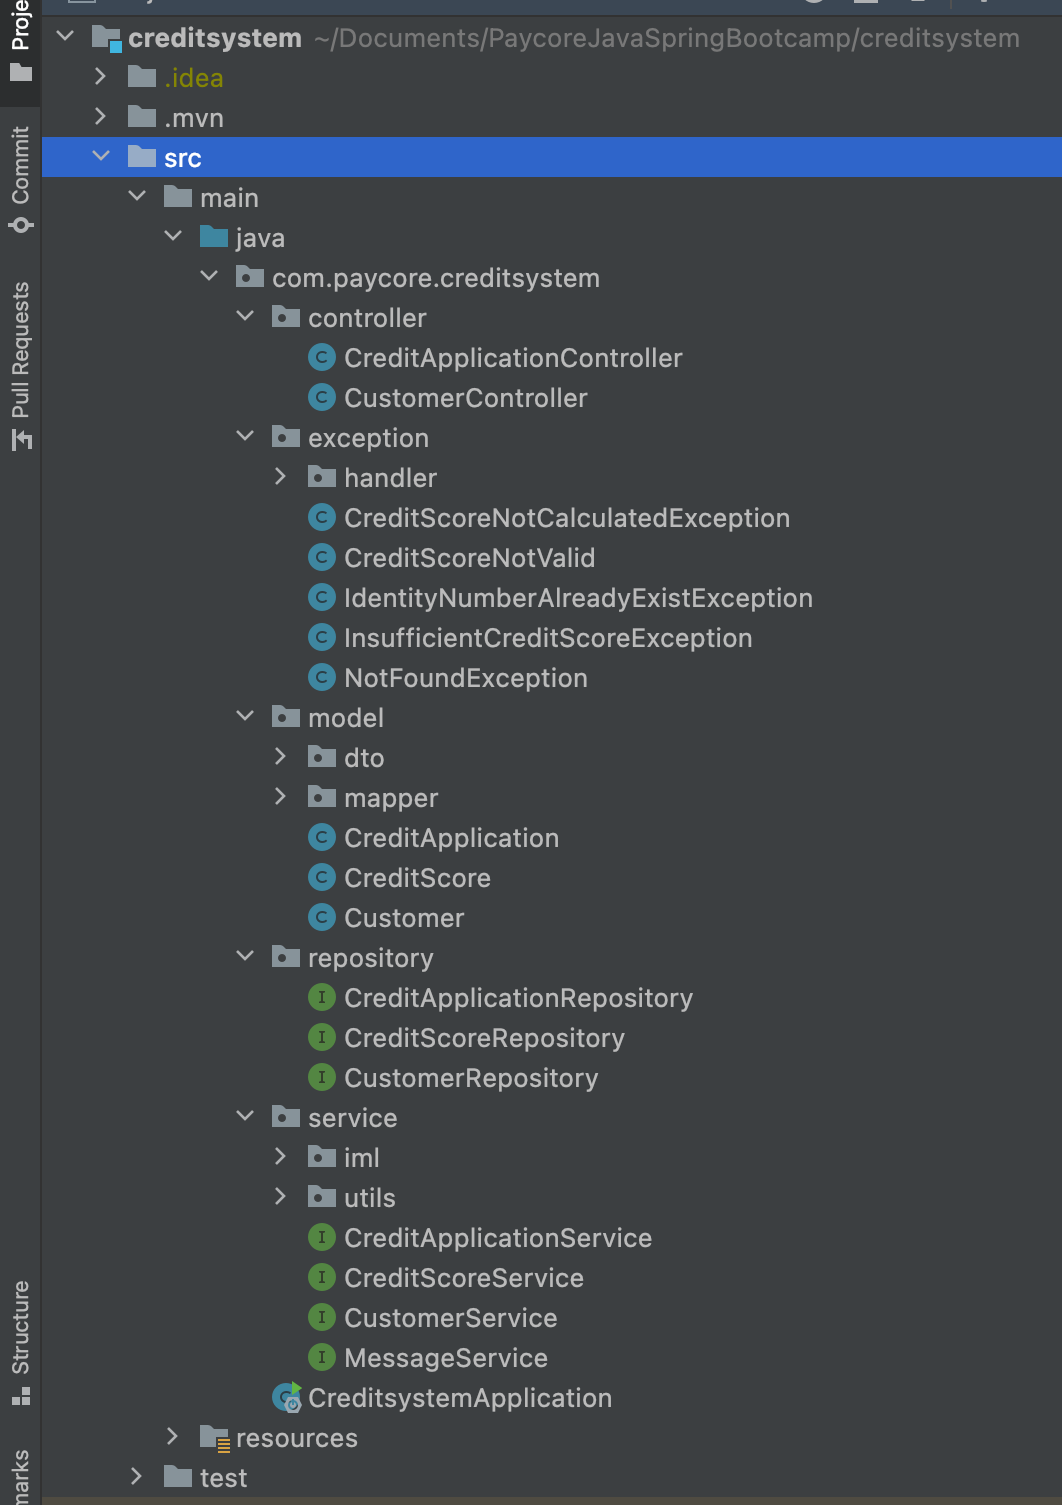 creditsystem ~/Documents/PaycoreJavaSpringBootcamp/creditsystem
.idea
.mvn
src
main
java
com.paycore.creditsystem
controller
CreditApplicationController
CustomerController
exception
handler
CreditScoreNotCalculatedException
CreditScoreNotValid
IdentityNumberAlreadyExistException
InsufficientCreditScoreException
NotFoundException
model
dto
mapper
CreditApplication
CreditScore
Customer
repository
CreditApplicationRepository
CreditScoreRepository
CustomerRepository
service
iml
utils
CreditApplicationService
CreditScoreService
CustomerService
MessageService
CreditsystemApplication
resources
test
Proje
Commit
Pull Requests
Structure
marks